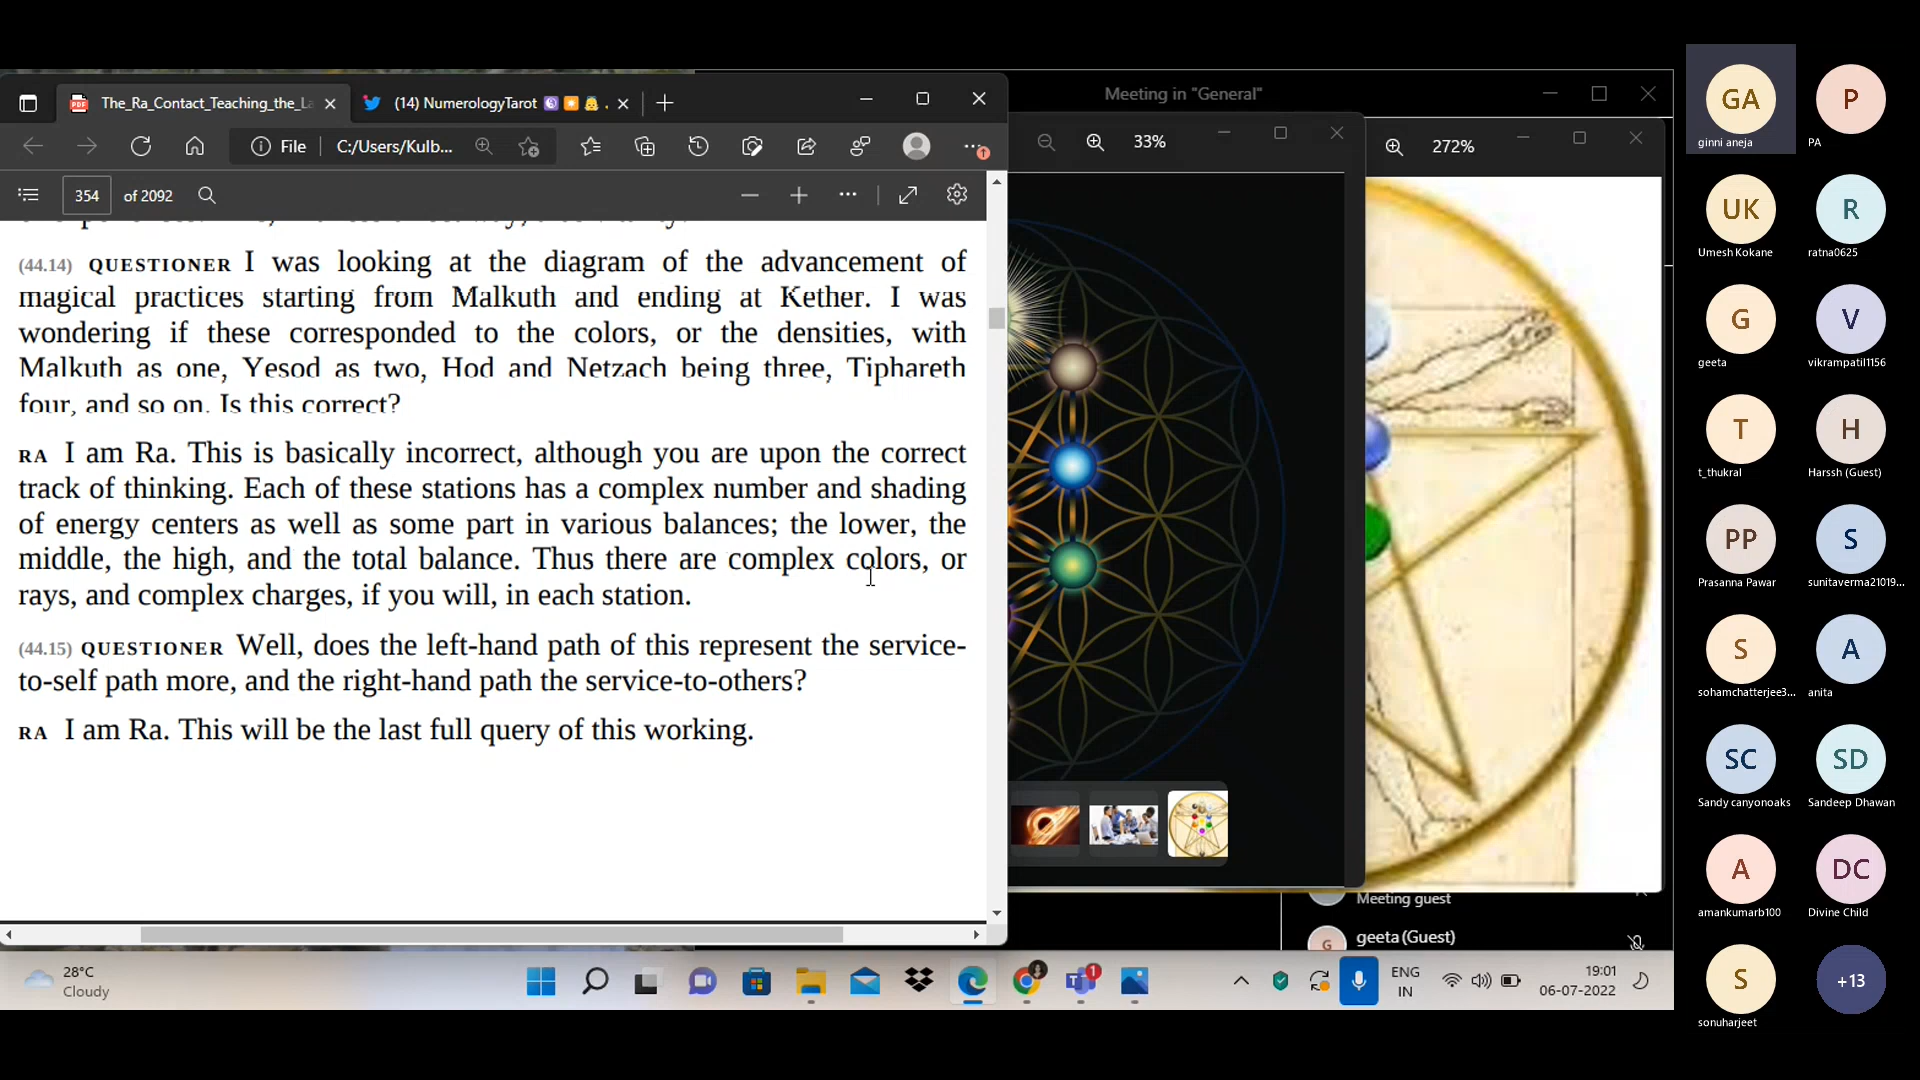 The_Ra_Contact_Teaching_the_La
(14) NumerologyTarot
Meeting in "General"
File
C:/Users/Kulb...
33%
272%
354 of 2092
(44.14) QUESTIONER I was looking at the diagram of the advancement of
magical practices starting from Malkuth and ending at Kether. I was
wondering if these corresponded to the colors, or the densities, with
Malkuth as one, Yesod as two, Hod and Netzach being three, Tiphareth
four, and so on. Is this correct?
RA I am Ra. This is basically incorrect, although you are upon the correct
track of thinking. Each of these stations has a complex number and shading
of energy centers as well as some part in various balances; the lower, the
middle, the high, and the total balance. Thus there are complex colors, or
rays, and complex charges, if you will, in each station.
(44.15) QUESTIONER Well, does the left-hand path of this represent the service-
to-self path more, and the right-hand path the service-to-others?
RA I am Ra. This will be the last full query of this working.
Meeting guest
G
geeta (Guest)
28°C
Cloudy
1
ENG
IN
19:01
06-07-2022
GA
ginni aneja
P
PA
UK
Umesh Kokane
R
ratna0625
G
geeta
V
vikrampatil1156
T
t_thukral
H
Harssh (Guest)
PP
Prasanna Pawar
S
sunitaverma21019...
S
sohamchatterjee3...
A
anita
SC
Sandy canyonoaks
SD
Sandeep Dhawan
A
amankumarb100
DC
Divine Child
S
sonuharjeet
+13